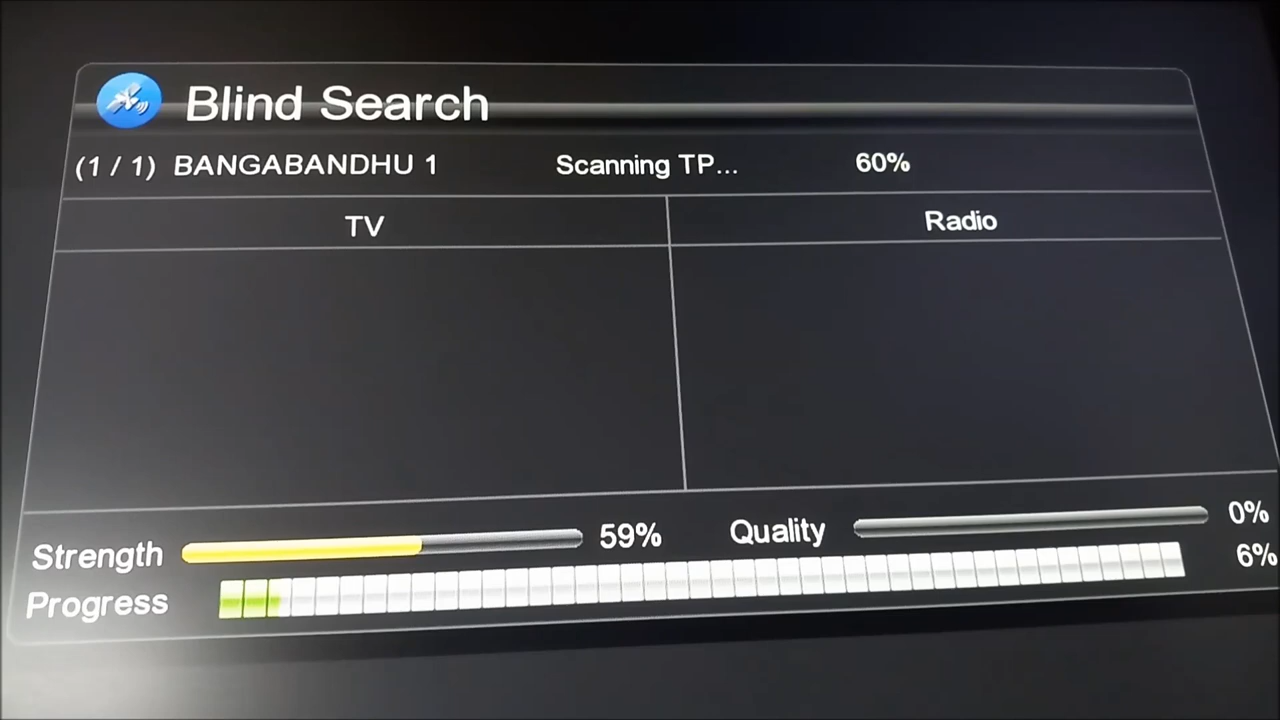 Blind Search
(1 / 1) BANGABANDHU 1 Scanning TP... 60%
TV Radio
Strength 59% Quality 0%
Progress 6%